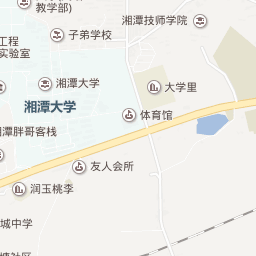 教学部)
湘潭技师学院
子弟学校
工程
实验室
湘潭大学
大学里
湘潭大学
体育馆
湘潭胖哥客栈
友人会所
润玉桃李
城中学
社区